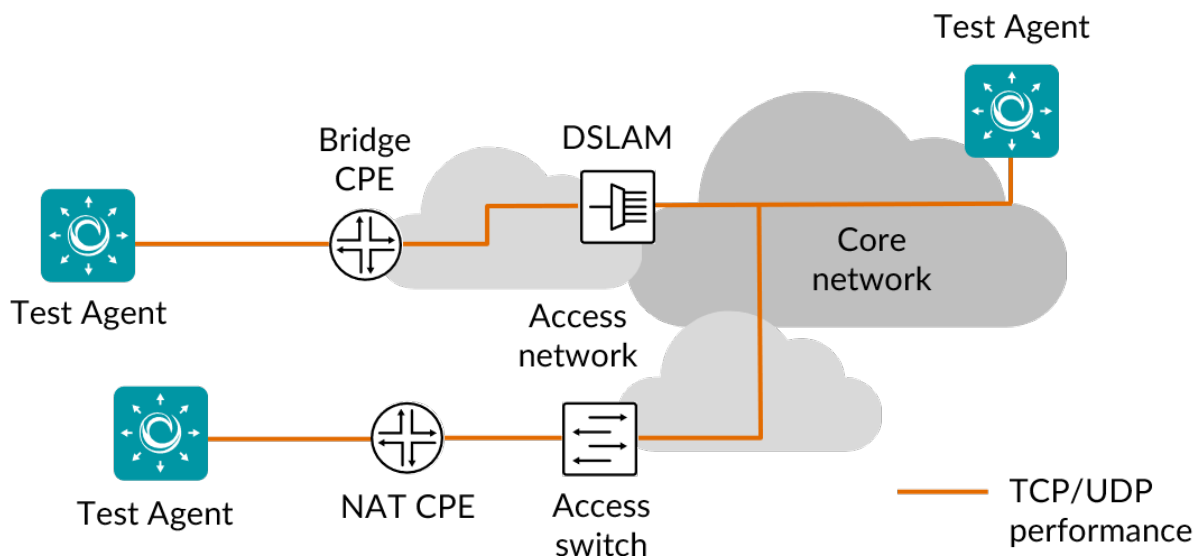 Test Agent
Bridge
CPE
DSLAM
Core
network
Test Agent
Access
network
Test Agent
NAT CPE
Access
switch
TCP/UDP
performance